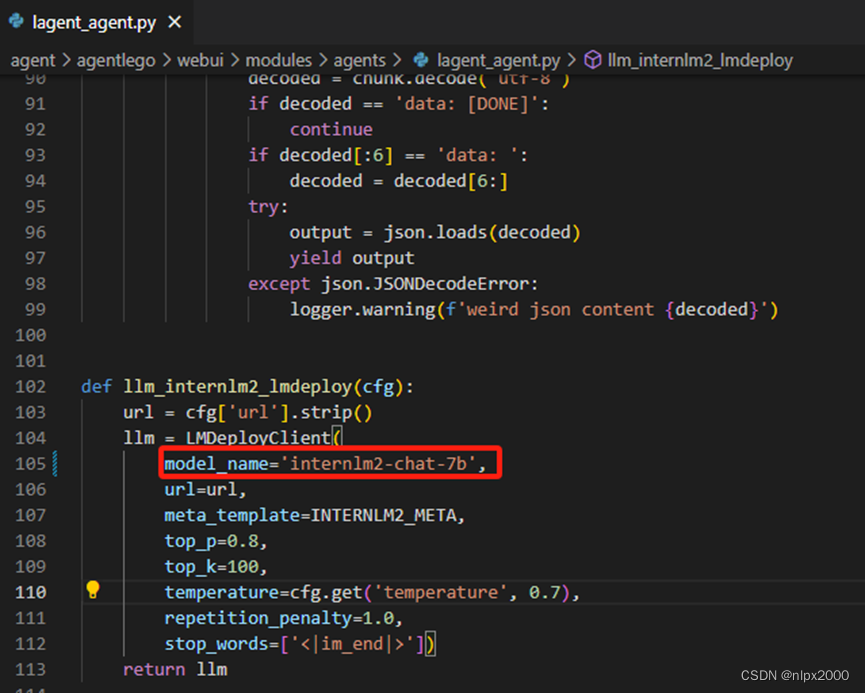 lagent_agent.py ×
agent > agentlego > webui > modules > agents > lagent_agent.py > llm_internlm2_lmdeploy
90 decoded = chunk.decode('utf-8')
91 if decoded == 'data: [DONE]':
92 continue
93 if decoded[:6] == 'data: ':
94 decoded = decoded[6:]
95 try:
96 output = json.loads(decoded)
97 yield output
98 except json.JSONDecodeError:
99 logger.warning(f'weird json content {decoded}')
100
101
102 def llm_internlm2_lmdeploy(cfg):
103 url = cfg['url'].strip()
104 llm = LMDeployClient(
105 model_name='internlm2-chat-7b',
106 url=url,
107 meta_template=INTERNLM2_META,
108 top_p=0.8,
109 top_k=100,
110 temperature=cfg.get('temperature', 0.7),
111 repetition_penalty=1.0,
112 stop_words=['<|im_end|>'])
113 return llm
CSDN @nlpx2000